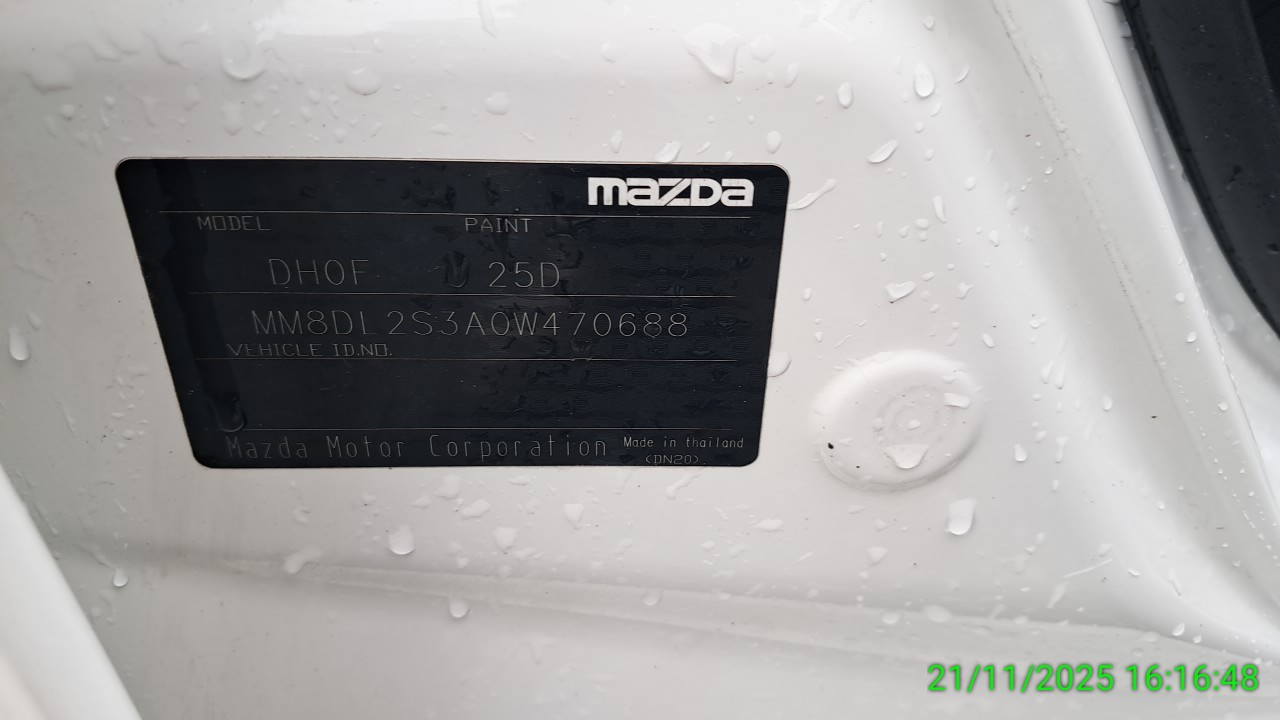 mazda
MODEL PAINT
DH0F 25D
MM8DL2S3A0W470688
VEHICLE ID.NO.
Mazda Motor Corporation Made in thailand
<DN20>
21/11/2025 16:16:48